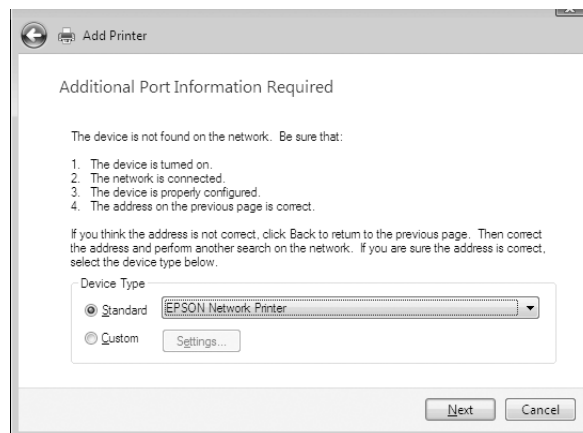 Add Printer
Additional Port Information Required
The device is not found on the network. Be sure that:
1. The device is turned on.
2. The network is connected.
3. The device is properly configured.
4. The address on the previous page is correct.
If you think the address is not correct, click Back to return to the previous page. Then correct
the address and perform another search on the network. If you are sure the address is correct,
select the device type below.
Device Type
Standard
EPSON Network Printer
Custom
Settings...
Next
Cancel